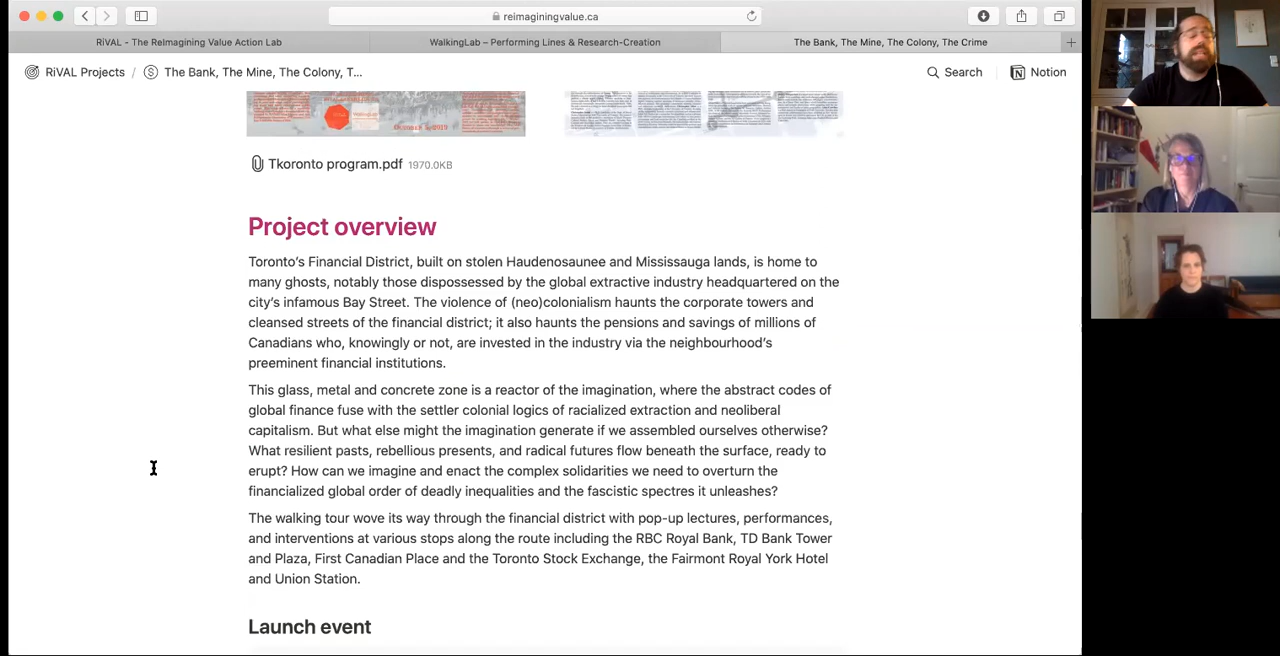 reimaginingvalue.ca
RiVAL - The ReImagining Value Action Lab
WalkingLab – Performing Lines & Research-Creation
The Bank, The Mine, The Colony, The Crime
RiVAL Projects / The Bank, The Mine, The Colony, T...
Search
Notion
Tkoronto program.pdf 1970.0KB
Project overview
Toronto's Financial District, built on stolen Haudenosaunee and Mississauga lands, is home to
many ghosts, notably those dispossessed by the global extractive industry headquartered on the
city's infamous Bay Street. The violence of (neo)colonialism haunts the corporate towers and
cleansed streets of the financial district; it also haunts the pensions and savings of millions of
Canadians who, knowingly or not, are invested in the industry via the neighbourhood's
preeminent financial institutions.
This glass, metal and concrete zone is a reactor of the imagination, where the abstract codes of
global finance fuse with the settler colonial logics of racialized extraction and neoliberal
capitalism. But what else might the imagination generate if we assembled ourselves otherwise?
What resilient pasts, rebellious presents, and radical futures flow beneath the surface, ready to
erupt? How can we imagine and enact the complex solidarities we need to overturn the
financialized global order of deadly inequalities and the fascistic spectres it unleashes?
The walking tour wove its way through the financial district with pop-up lectures, performances,
and interventions at various stops along the route including the RBC Royal Bank, TD Bank Tower
and Plaza, First Canadian Place and the Toronto Stock Exchange, the Fairmont Royal York Hotel
and Union Station.
Launch event